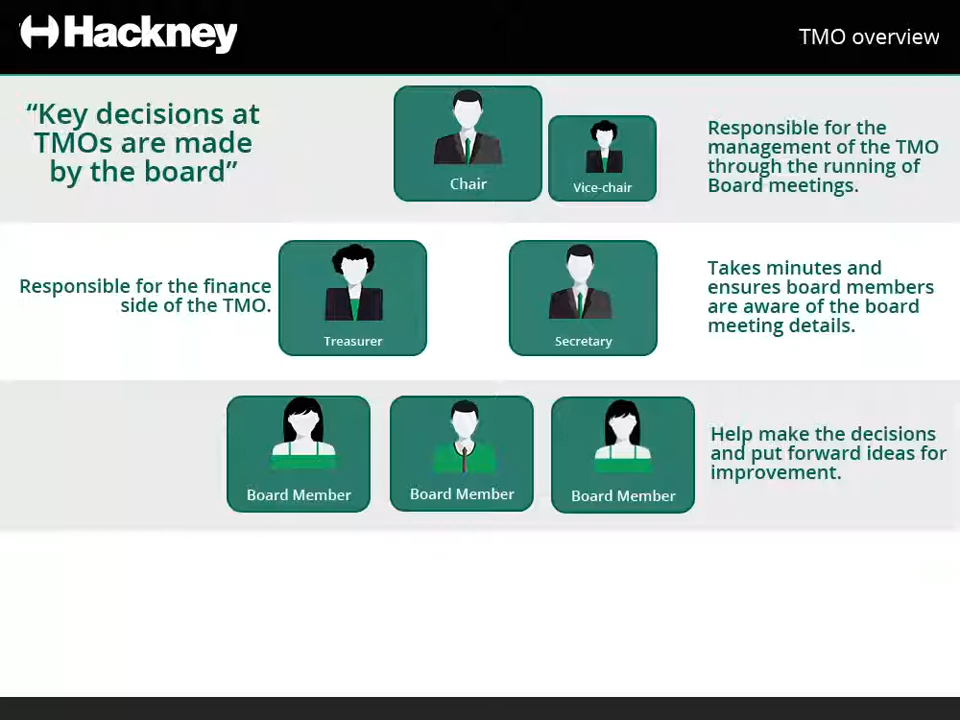 Hackney
TMO overview
“Key decisions at
TMOs are made
by the board”
Chair
Vice-chair
Responsible for the
management of the TMO
through the running of
Board meetings.
Responsible for the finance
side of the TMO.
Treasurer
Secretary
Takes minutes and
ensures board members
are aware of the board
meeting details.
Board Member
Board Member
Board Member
Help make the decisions
and put forward ideas for
improvement.